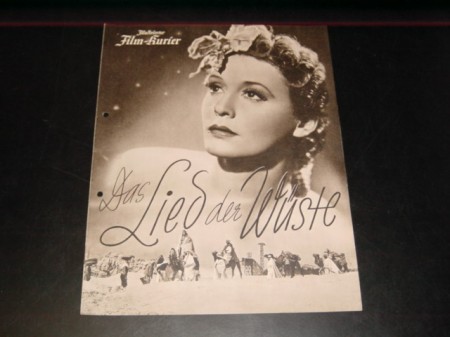 Illustrierter
Film-Kurier
Das Lied der Wüste